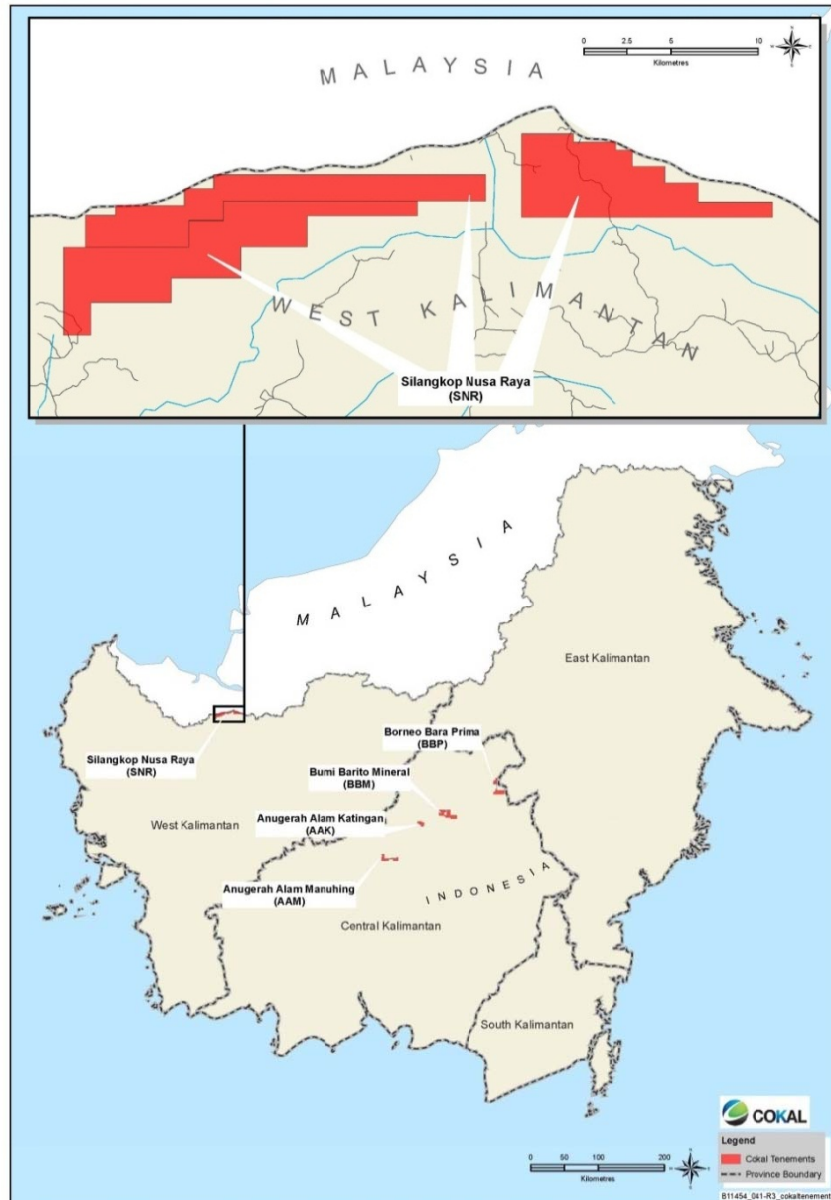 MALAYSIA
0 2.5 5 10
Kilometres
WEST KALIMANTAN
Silangkop Nusa Raya
(SNR)
MALAYSIA
East Kalimantan
Borneo Bara Prima
(BBP)
Silangkop Nusa Raya
(SNR)
Bumi Barito Mineral
(BBM)
West Kalimantan
Anugerah Alam Katingan
(AAK)
INDONESIA
Anugerah Alam Manuhing
(AAM)
Central Kalimantan
South Kalimantan
COKAL
Legend
Cokal Tenements
Province Boundary
0 50 100 200
Kilometres